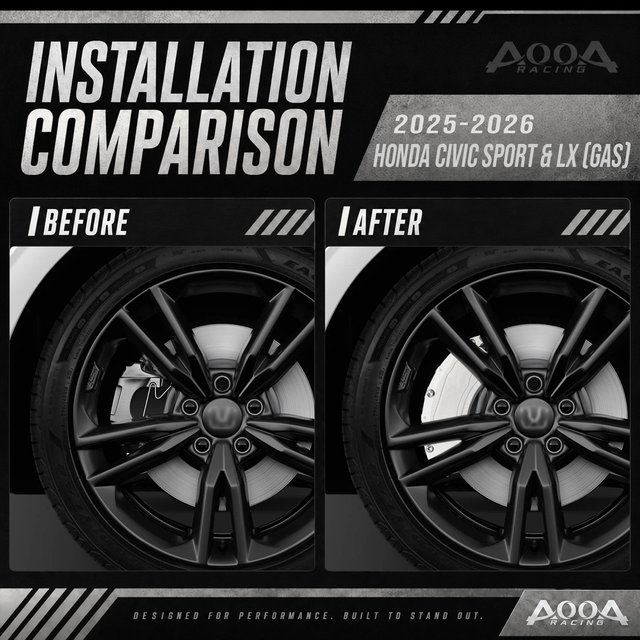 INSTALLATION
COMPARISON
AOOA
RACING
2025-2026
HONDA CIVIC SPORT & LX (GAS)
BEFORE
AFTER
DESIGNED FOR PERFORMANCE. BUILT TO STAND OUT.
AOOA
RACING